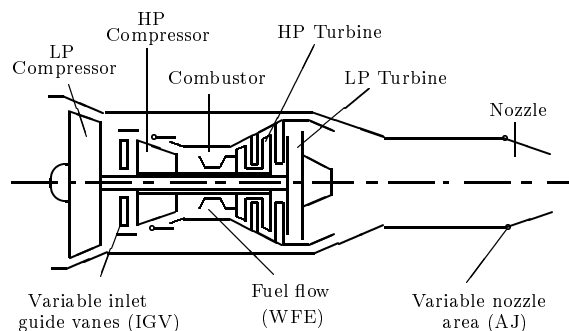 HP
Compressor
HP Turbine
LP
Compressor
Combustor
LP Turbine
Nozzle
Variable inlet
guide vanes (IGV)
Fuel flow
(WFE)
Variable nozzle
area (AJ)